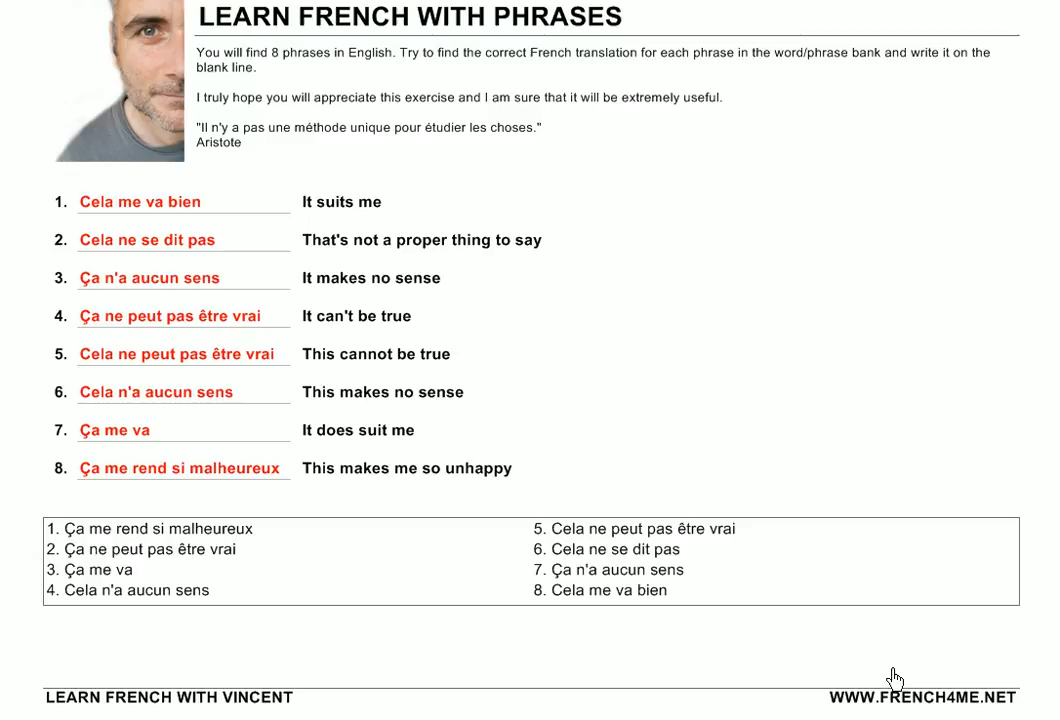 LEARN FRENCH WITH PHRASES
You will find 8 phrases in English. Try to find the correct French translation for each phrase in the word/phrase bank and write it on the
blank line.
I truly hope you will appreciate this exercise and I am sure that it will be extremely useful.
"Il n'y a pas une méthode unique pour étudier les choses."
Aristote
1. Cela me va bien It suits me
2. Cela ne se dit pas That's not a proper thing to say
3. Ça n'a aucun sens It makes no sense
4. Ça ne peut pas être vrai It can't be true
5. Cela ne peut pas être vrai This cannot be true
6. Cela n'a aucun sens This makes no sense
7. Ça me va It does suit me
8. Ça me rend si malheureux This makes me so unhappy
1. Ça me rend si malheureux
2. Ça ne peut pas être vrai
3. Ça me va
4. Cela n'a aucun sens
5. Cela ne peut pas être vrai
6. Cela ne se dit pas
7. Ça n'a aucun sens
8. Cela me va bien
LEARN FRENCH WITH VINCENT WWW.FRENCH4ME.NET